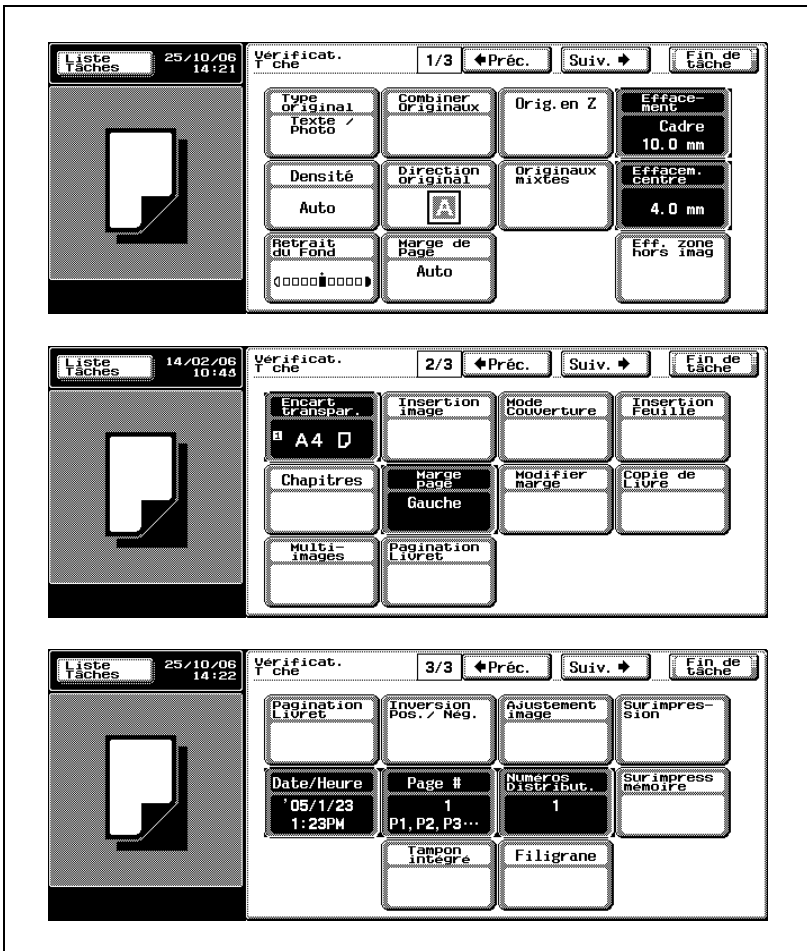 Liste
Tâches
25/10/06
14:21
Vérificat.
T che
1/3
Préc.
Suiv.
Fin de
tâche
Type
original
Texte /
Photo
Combiner
Originaux
Orig.en Z
Efface-
ment
Cadre
10.0 mm
Densité
Auto
Direction
original
A
Originaux
mixtes
Effacem.
centre
4.0 mm
Retrait
du Fond
Marge de
Page
Auto
Eff. zone
hors imag
Liste
Tâches
14/02/06
10:43
Vérificat.
T che
2/3
Préc.
Suiv.
Fin de
tâche
Encart
transpar.
1 A4
Insertion
image
Mode
Couverture
Insertion
Feuille
Chapitres
Marge
page
Gauche
Modifier
marge
Copie de
Livre
Multi-
images
Pagination
Livret
Liste
Tâches
25/10/06
14:22
Vérificat.
T che
3/3
Préc.
Suiv.
Fin de
tâche
Pagination
Livret
Inversion
Pos./ Nég.
Ajustement
image
Surimpres-
sion
Date/Heure
'05/1/23
1:23PM
Page #
1
P1, P2, P3···
Numéros
Distribut.
1
Surimpress
mémoire
Tampon
intégré
Filigrane